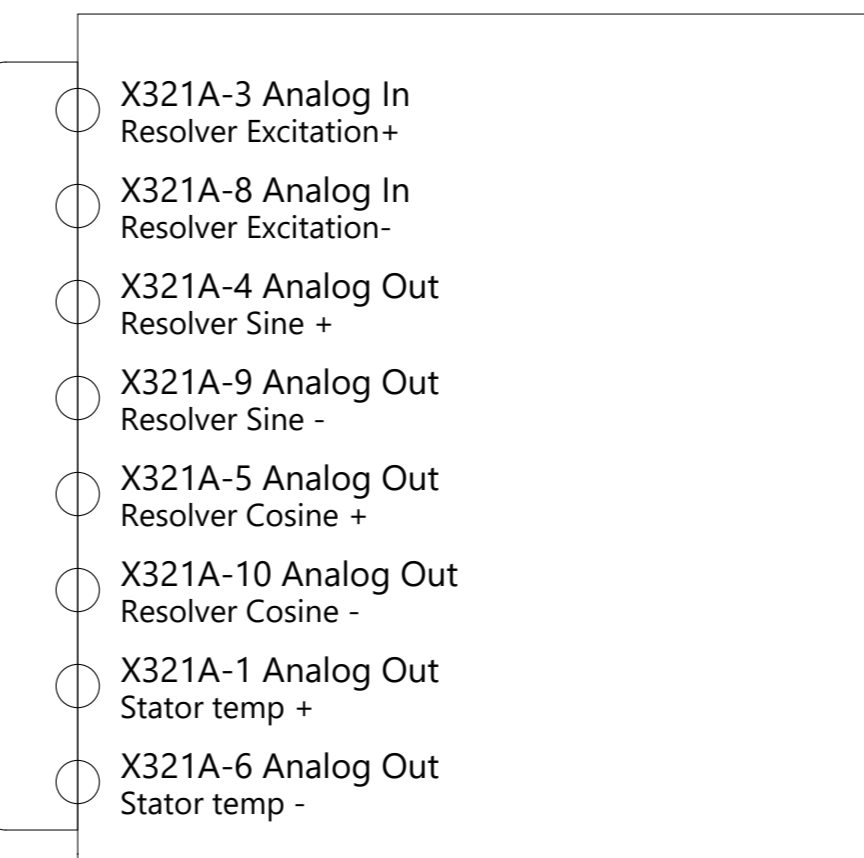 X321A-3 Analog In
Resolver Excitation+
X321A-8 Analog In
Resolver Excitation-
X321A-4 Analog Out
Resolver Sine +
X321A-9 Analog Out
Resolver Sine -
X321A-5 Analog Out
Resolver Cosine +
X321A-10 Analog Out
Resolver Cosine -
X321A-1 Analog Out
Stator temp +
X321A-6 Analog Out
Stator temp -